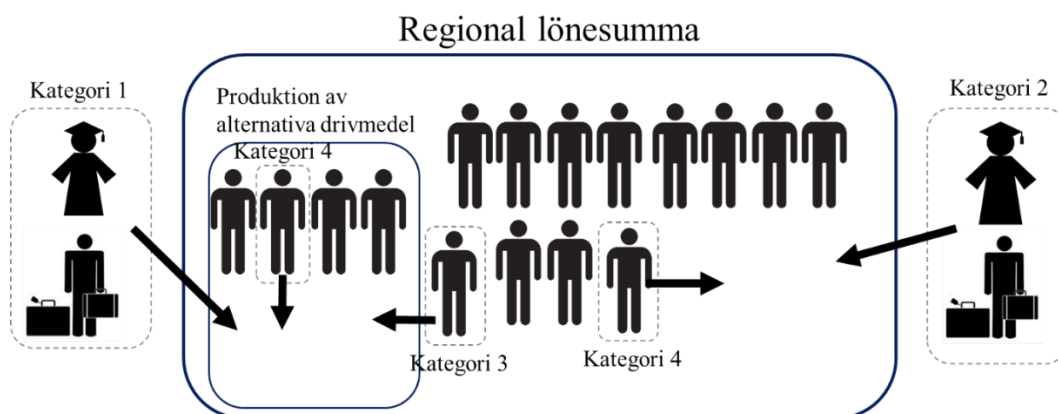 Regional lönesumma
Kategori 1
Kategori 2
Produktion av
alternativa drivmedel
Kategori 4
Kategori 3
Kategori 4